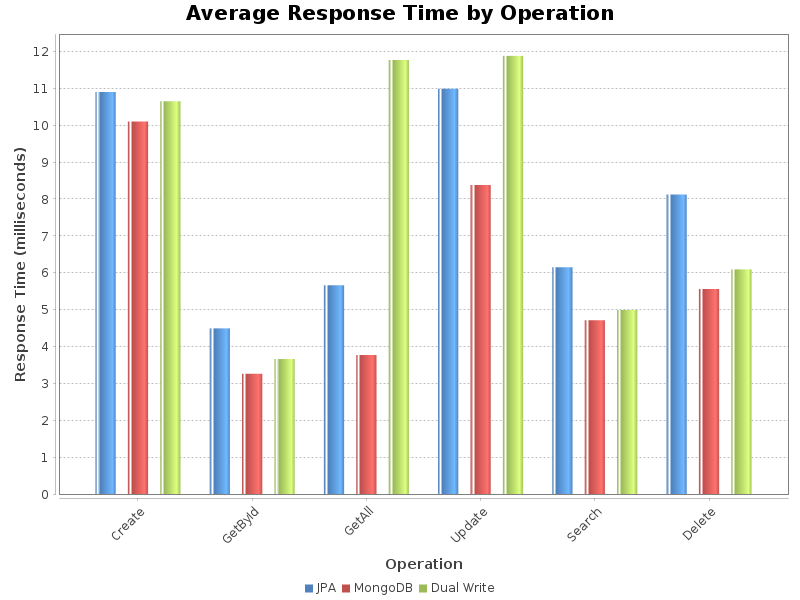 Average Response Time by Operation
Response Time (milliseconds)
12
11
10
9
8
7
6
5
4
3
2
1
0
Create
GetById
GetAll
Update
Search
Delete
Operation
JPA MongoDB Dual Write